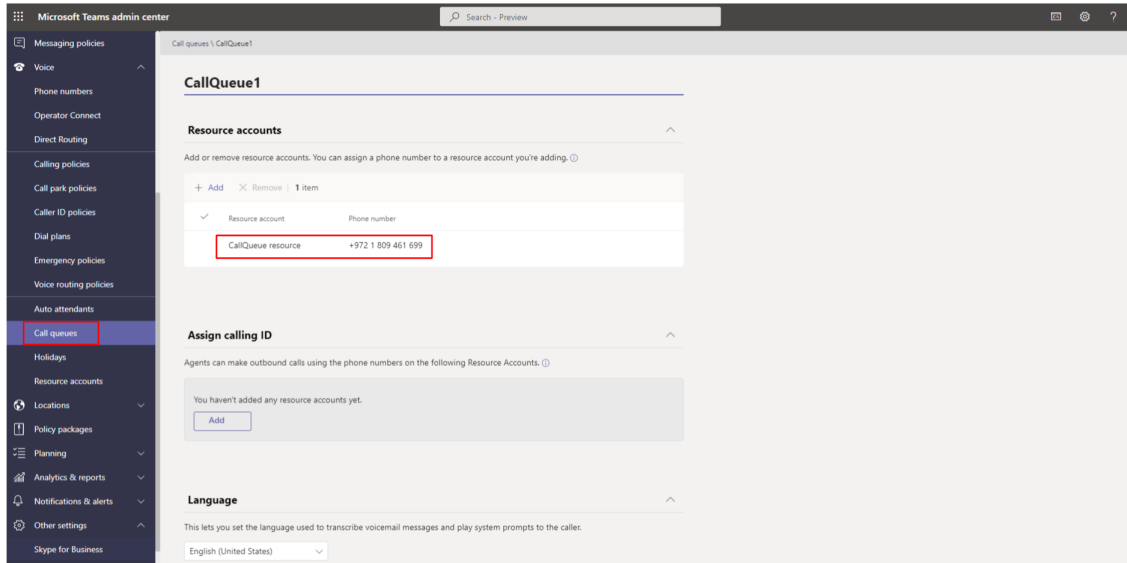 Microsoft Teams admin center
Search - Preview
?
Messaging policies
Voice
Phone numbers
Operator Connect
Direct Routing
Calling policies
Call park policies
Caller ID policies
Dial plans
Emergency policies
Voice routing policies
Auto attendants
Call queues
Holidays
Resource accounts
Locations
Policy packages
Planning
Analytics & reports
Notifications & alerts
Other settings
Skype for Business
Call queues \ CallQueue1
CallQueue1
Resource accounts
Add or remove resource accounts. You can assign a phone number to a resource account you're adding.
+ Add X Remove | 1 item
Resource account Phone number
CallQueue resource +972 1 809 461 699
Assign calling ID
Agents can make outbound calls using the phone numbers on the following Resource Accounts.
You haven't added any resource accounts yet.
Add
Language
This lets you set the language used to transcribe voicemail messages and play system prompts to the caller.
English (United States)